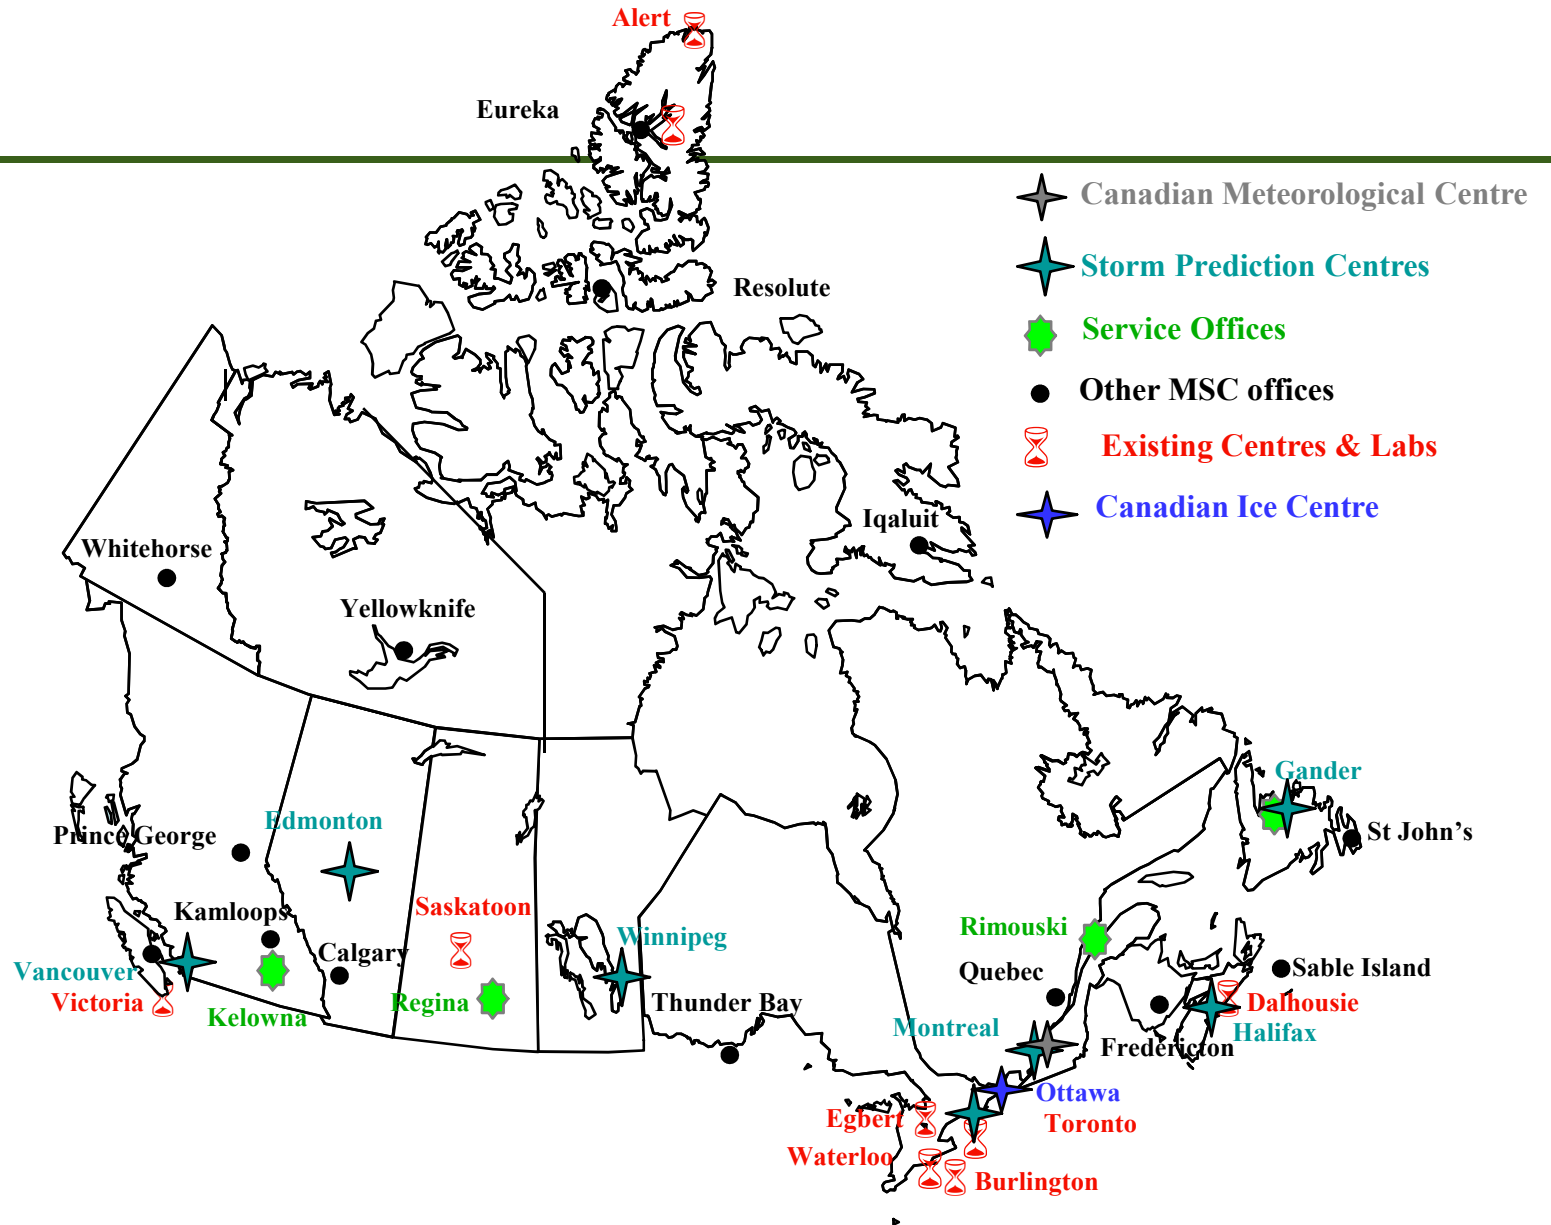 Alert
Eureka
Canadian Meteorological Centre
Storm Prediction Centres
Resolute
Service Offices
Other MSC offices
Existing Centres & Labs
Canadian Ice Centre
Iqaluit
Whitehorse
Yellowknife
Gander
Edmonton
Prince George
St John’s
Saskatoon
Kamloops
Rimouski
Winnipeg
Calgary
Quebec
Sable Island
Vancouver
Victoria
Regina
Thunder Bay
Dalhousie
Kelowna
Montreal
Halifax
Fredericton
Ottawa
Egbert
Toronto
Waterloo
Burlington